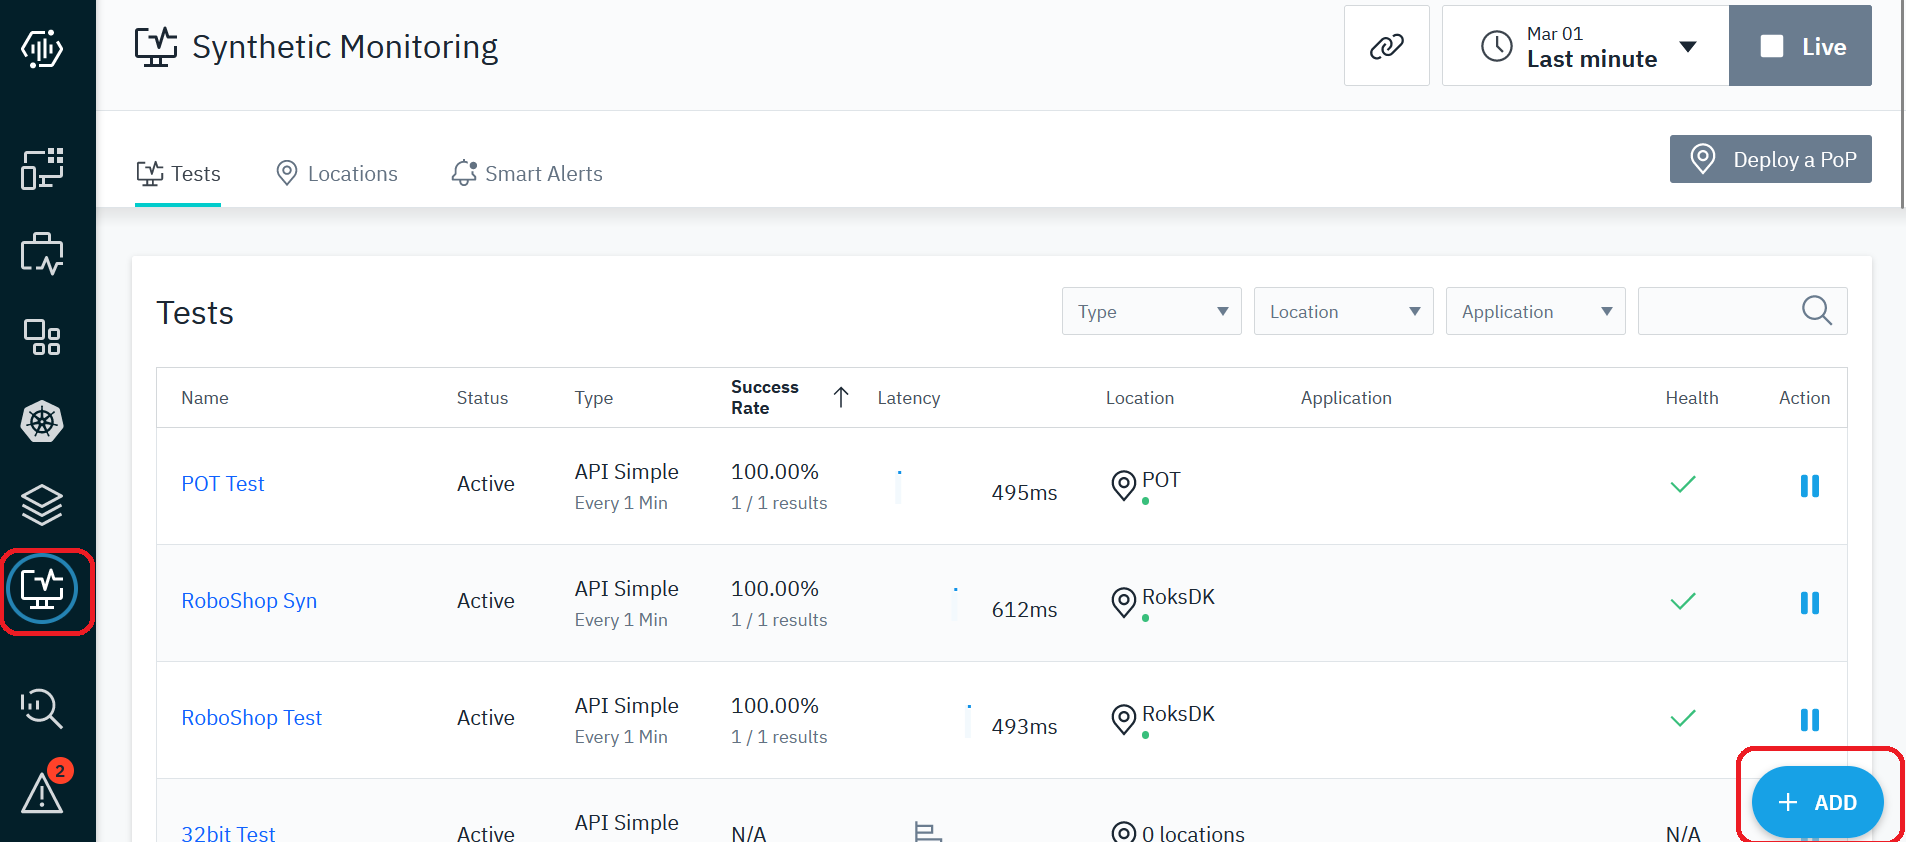 Synthetic Monitoring
Mar 01
Last minute
Live
Tests
Locations
Smart Alerts
Deploy a PoP
Tests
Type
Location
Application
Name
Status
Type
Success
Rate
Latency
Location
Application
Health
Action
POT Test
Active
API Simple
Every 1 Min
100.00%
1 / 1 results
495ms
POT
RoboShop Syn
Active
API Simple
Every 1 Min
100.00%
1 / 1 results
612ms
RoksDK
RoboShop Test
Active
API Simple
Every 1 Min
100.00%
1 / 1 results
493ms
RoksDK
2
+ ADD
32bit Test
Active
API Simple
N/A
0 locations
N/A